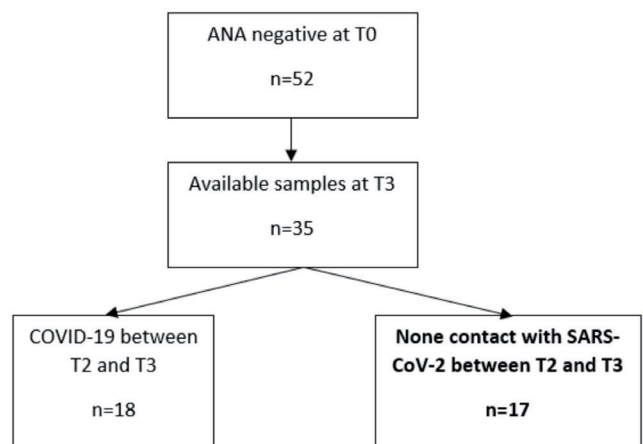 ANA negative at T0
n=52
Available samples at T3
n=35
COVID-19 between
T2 and T3
n=18
None contact with SARS-
CoV-2 between T2 and T3
n=17